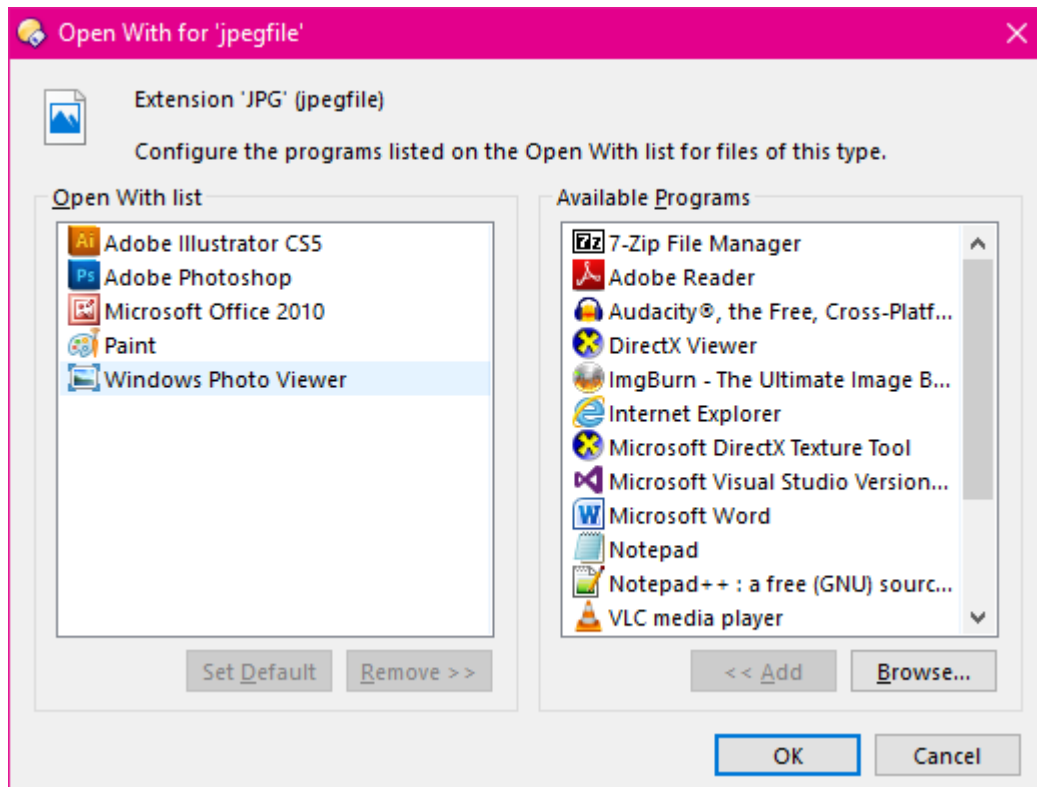 Open With for 'jpegfile'
Extension 'JPG' (jpegfile)
Configure the programs listed on the Open With list for files of this type.
Open With list
Ai Adobe Illustrator CS5
Ps Adobe Photoshop
Microsoft Office 2010
Paint
Windows Photo Viewer
Set Default
Remove >>
Available Programs
7z 7-Zip File Manager
Adobe Reader
Audacity®, the Free, Cross-Platf...
DirectX Viewer
ImgBurn - The Ultimate Image B...
Internet Explorer
Microsoft DirectX Texture Tool
Microsoft Visual Studio Version...
W Microsoft Word
Notepad
Notepad++ : a free (GNU) sourc...
VLC media player
<< Add
Browse...
OK
Cancel